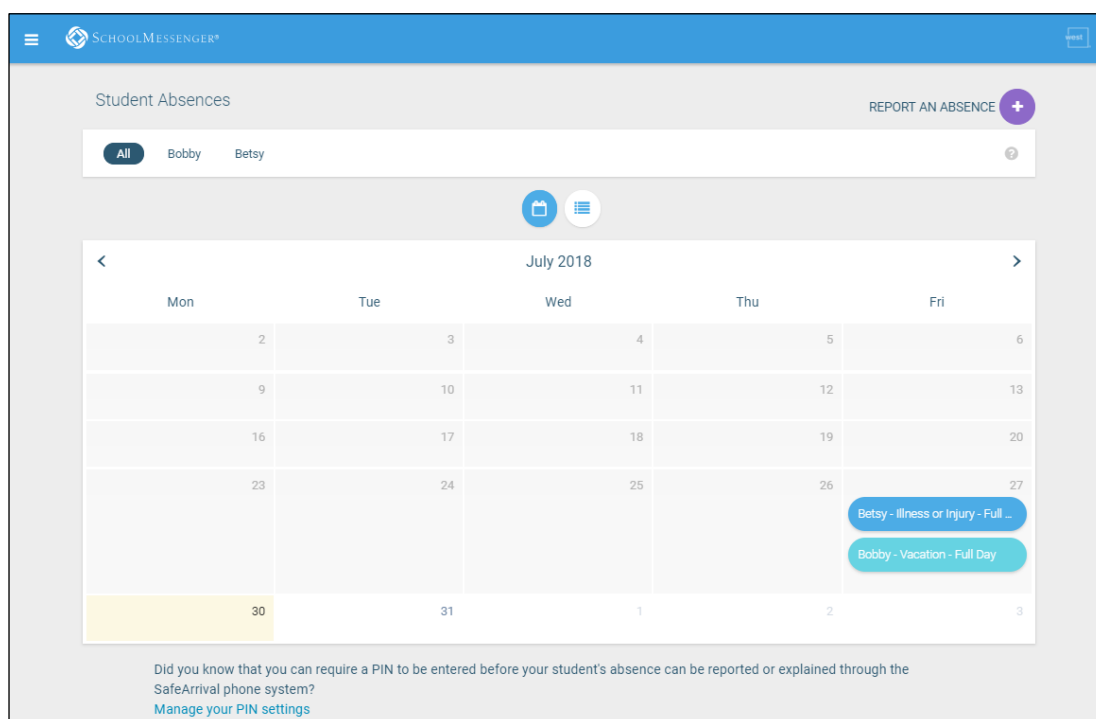 SCHOOLMESSENGER®
west
Student Absences
REPORT AN ABSENCE +
All Bobby Betsy ?
July 2018
Mon Tue Wed Thu Fri
2 3 4 5 6
9 10 11 12 13
16 17 18 19 20
23 24 25 26 27
Betsy - Illness or Injury - Full ...
Bobby - Vacation - Full Day
30 31 1 2 3
Did you know that you can require a PIN to be entered before your student's absence can be reported or explained through the
SafeArrival phone system?
Manage your PIN settings